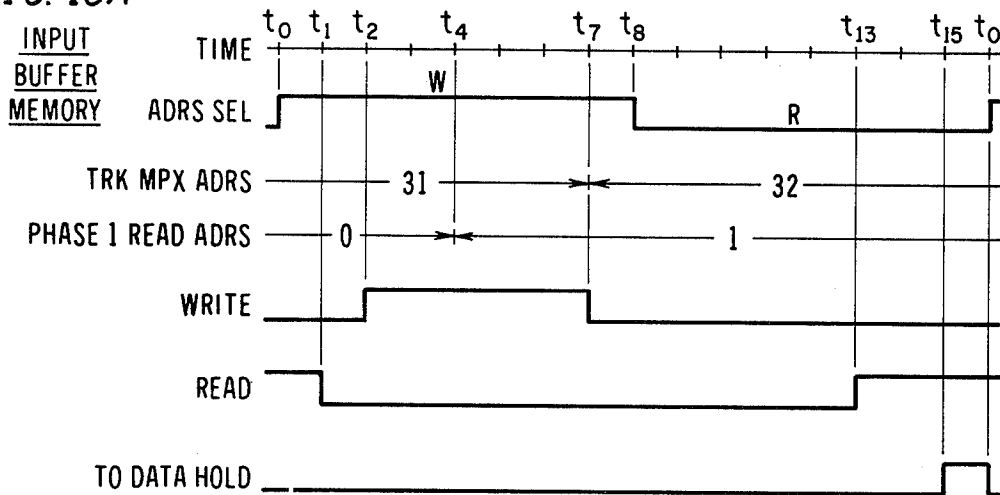 t0 t1 t2 t4 t7 t8 t13 t15 t0
INPUT
BUFFER
MEMORY
TIME
ADRS SEL W R
TRK MPX ADRS 31 32
PHASE 1 READ ADRS 0 1
WRITE
READ
TO DATA HOLD